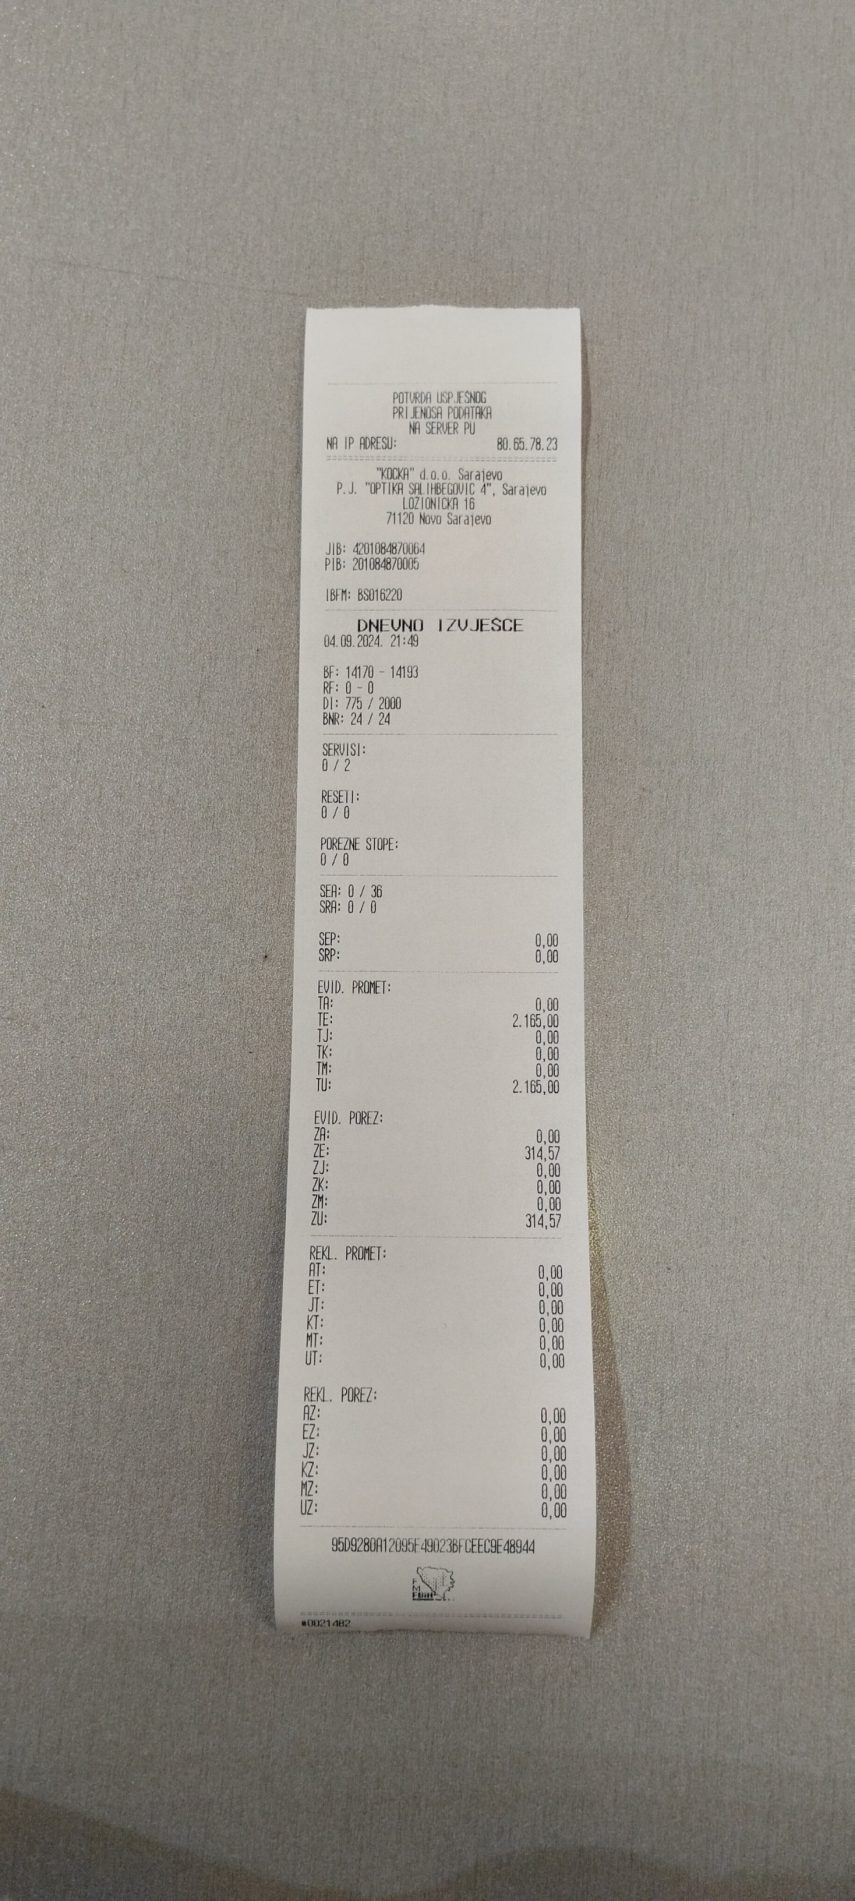 POTVRDA USPJEŠNOG
PRIJENOSA PODATAKA
NA SERVER PU
NA IP ADRESU: 80.65.78.23
"KOCKA" d.o.o. Sarajevo
P.J. "OPTIKA SALIHBEGOVIC 4", Sarajevo
LOZIONICKA 16
71120 Novo Sarajevo
JIB: 4201084870064
PIB: 201084870005
IBFM: BS016220
DNEVNO IZVJEŠĆE
04.09.2024. 21:49
BF: 14170 - 14193
RF: 0 - 0
DI: 775 / 2000
BNR: 24 / 24
SERVISI:
0 / 2
RESETI:
0 / 0
POREZNE STOPE:
0 / 0
SEA: 0 / 36
SRA: 0 / 0
SEP: 0,00
SRP: 0,00
EVID. PROMET:
TA: 0,00
TE: 2.165,00
TJ: 0,00
TK: 0,00
TM: 0,00
TU: 2.165,00
EVID. POREZ:
ZA: 0,00
ZE: 314,57
ZJ: 0,00
ZK: 0,00
ZM: 0,00
ZU: 314,57
REKL. PROMET:
AT: 0,00
ET: 0,00
JT: 0,00
KT: 0,00
MT: 0,00
UT: 0,00
REKL. POREZ:
AZ: 0,00
EZ: 0,00
JZ: 0,00
KZ: 0,00
MZ: 0,00
UZ: 0,00
95D9280A12095F49023BFCEEC9E48944
#0021482